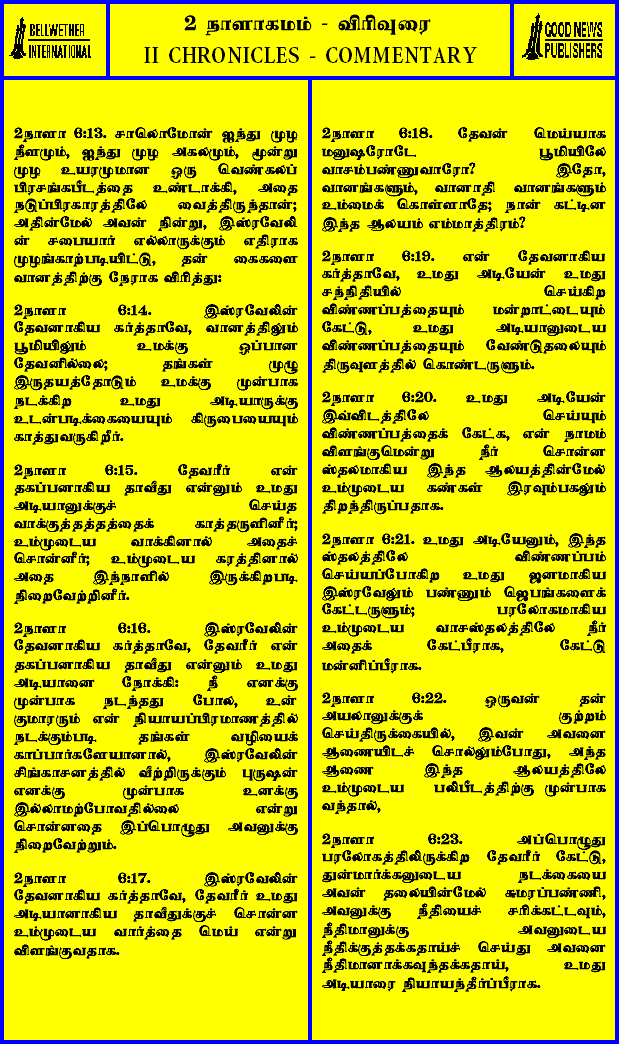 BELLWETHER
INTERNATIONAL
2 நாளாகமம் - விரிவுரை
II CHRONICLES - COMMENTARY
GOOD NEWS
PUBLISHERS
2நாளா 6:13. சாலொமோன் ஐந்து முழ
நீளமும், ஐந்து முழ அகலமும், மூன்று
முழ உயரமுமான ஒரு வெண்கலப்
பிரசங்கபீடத்தை உண்டாக்கி, அதை
நடுப்பிரகாரத்திலே வைத்திருந்தான்;
அதின்மேல் அவன் நின்று, இஸ்ரவேலி
ன் சபையார் எல்லாருக்கும் எதிராக
முழங்காற்படியிட்டு, தன் கைகளை
வானத்திற்கு நேராக விரித்து:
2நாளா 6:14. இஸ்ரவேலின்
தேவனாகிய கர்த்தாவே, வானத்திலும்
பூமியிலும் உமக்கு ஒப்பான
தேவனில்லை; தங்கள் முழு
இருதயத்தோடும் உமக்கு முன்பாக
நடக்கிற உமது அடியாருக்கு
உடன்படிக்கையையும் கிருபையையும்
காத்துவருகிறீர்.
2நாளா 6:15. தேவரீர் என்
தகப்பனாகிய தாவீது என்னும் உமது
அடியானுக்குச் செய்த
வாக்குத்தத்தத்தைக் காத்தருளினீர்;
உம்முடைய வாக்கினால் அதைச்
சொன்னீர்; உம்முடைய கரத்தினால்
அதை இந்நாளில் இருக்கிறபடி
நிறைவேற்றினீர்.
2நாளா 6:16. இஸ்ரவேலின்
தேவனாகிய கர்த்தாவே, தேவரீர் என்
தகப்பனாகிய தாவீது என்னும் உமது
அடியானை நோக்கி: நீ எனக்கு
முன்பாக நடந்தது போல, உன்
குமாரரும் என் நியாயப்பிரமாணத்தில்
நடக்கும்படி தங்கள் வழியைக்
காப்பார்களேயானால், இஸ்ரவேலின்
சிங்காசனத்தில் வீற்றிருக்கும் புருஷன்
எனக்கு முன்பாக உனக்கு
இல்லாமற்போவதில்லை என்று
சொன்னதை இப்பொழுது அவனுக்கு
நிறைவேற்றும்.
2நாளா 6:17. இஸ்ரவேலின்
தேவனாகிய கர்த்தாவே, தேவரீர் உமது
அடியானாகிய தாவீதுக்குச் சொன்ன
உம்முடைய வார்த்தை மெய் என்று
விளங்குவதாக.
2நாளா 6:18. தேவன் மெய்யாக
மனுஷரோடே பூமியிலே
வாசம்பண்ணுவாரோ? இதோ,
வானங்களும், வானாதி வானங்களும்
உம்மைக் கொள்ளாதே; நான் கட்டின
இந்த ஆலயம் எம்மாத்திரம்?
2நாளா 6:19. என் தேவனாகிய
கர்த்தாவே, உமது அடியேன் உமது
சந்நிதியில் செய்கிற
விண்ணப்பத்தையும் மன்றாட்டையும்
கேட்டு, உமது அடியானுடைய
விண்ணப்பத்தையும் வேண்டுதலையும்
திருவுளத்தில் கொண்டருளும்.
2நாளா 6:20. உமது அடியேன்
இவ்விடத்திலே செய்யும்
விண்ணப்பத்தைக் கேட்க, என் நாமம்
விளங்குமென்று நீர் சொன்ன
ஸ்தலமாகிய இந்த ஆலயத்தின்மேல்
உம்முடைய கண்கள் இரவும்பகலும்
திறந்திருப்பதாக.
2நாளா 6:21. உமது அடியேனும், இந்த
ஸ்தலத்திலே விண்ணப்பம்
செய்யப்போகிற உமது ஜனமாகிய
இஸ்ரவேலும் பண்ணும் ஜெபங்களைக்
கேட்டருளும்; பரலோகமாகிய
உம்முடைய வாசஸ்தலத்திலே நீர்
அதைக் கேட்பீராக, கேட்டு
மன்னிப்பீராக.
2நாளா 6:22. ஒருவன் தன்
அயலானுக்குக் குற்றம்
செய்திருக்கையில், இவன் அவனை
ஆணையிடச் சொல்லும்போது, அந்த
ஆணை இந்த ஆலயத்திலே
உம்முடைய பலிபீடத்திற்கு முன்பாக
வந்தால்,
2நாளா 6:23. அப்பொழுது
பரலோகத்திலிருக்கிற தேவரீர் கேட்டு,
துன்மார்க்கனுடைய நடக்கையை
அவன் தலையின்மேல் சுமரப்பண்ணி,
அவனுக்கு நீதியைச் சரிக்கட்டவும்,
நீதிமானுக்கு அவனுடைய
நீதிக்குத்தக்கதாய்ச் செய்து அவனை
நீதிமானாக்கவுந்தக்கதாய், உமது
அடியாரை நியாயந்தீர்ப்பீராக.